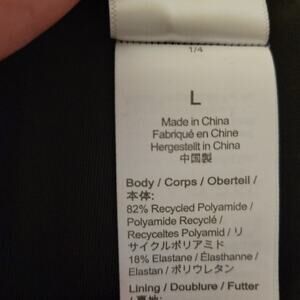 1/4
L
Made in China
Fabriqué en Chine
Hergestellt in China
中国製
Body / Corps / Oberteil /
本体:
82% Recycled Polyamide /
Polyamide Recyclé /
Recyceltes Polyamid / リ
サイクルポリアミド
18% Elastane / Élasthanne /
Elastan / ポリウレタン
Lining / Doublure / Futter
/ 裏地: